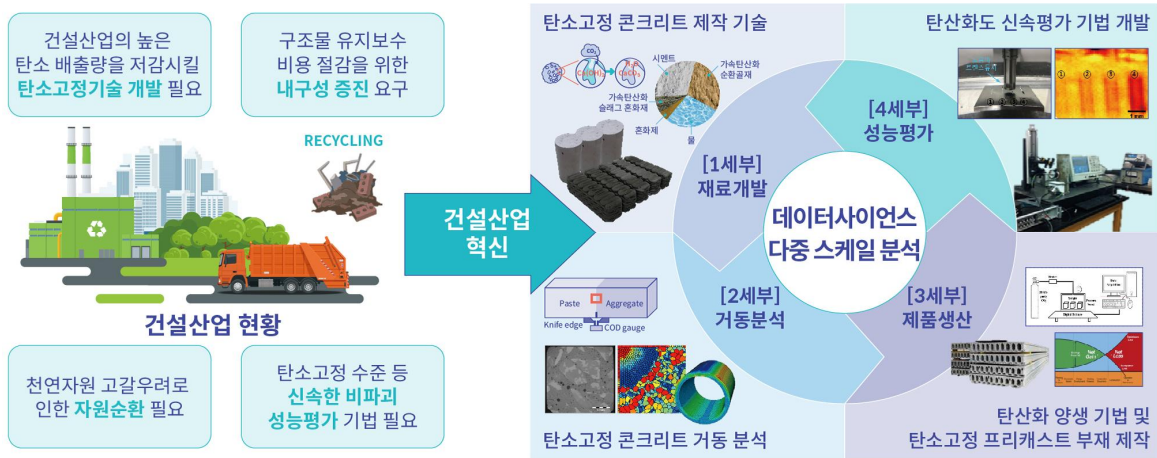 건설산업의 높은
탄소 배출량을 저감시킬
탄소고정기술 개발 필요
구조물 유지보수
비용 절감을 위한
내구성 증진 요구
RECYCLING
건설산업 현황
천연자원 고갈우려로
인한 자원순환 필요
탄소고정 수준 등
신속한 비파괴
성능평가 기법 필요
건설산업
혁신
탄소고정 콘크리트 제작 기술
CO₂
Ca(OH)₂
H₂O
CaCO₃
시멘트
가속탄산화
순환골재
가속탄산화
슬래그 혼화재
혼화제
물
탄산화도 신속평가 기법 개발
① ② ③ ④
1 mm
[1세부]
재료개발
[4세부]
성능평가
데이터사이언스
다중 스케일 분석
[2세부]
거동분석
[3세부]
제품생산
Paste
Aggregate
Knife edge
COD gauge
탄소고정 콘크리트 거동 분석
탄산화 양생 기법 및
탄소고정 프리캐스트 부재 제작